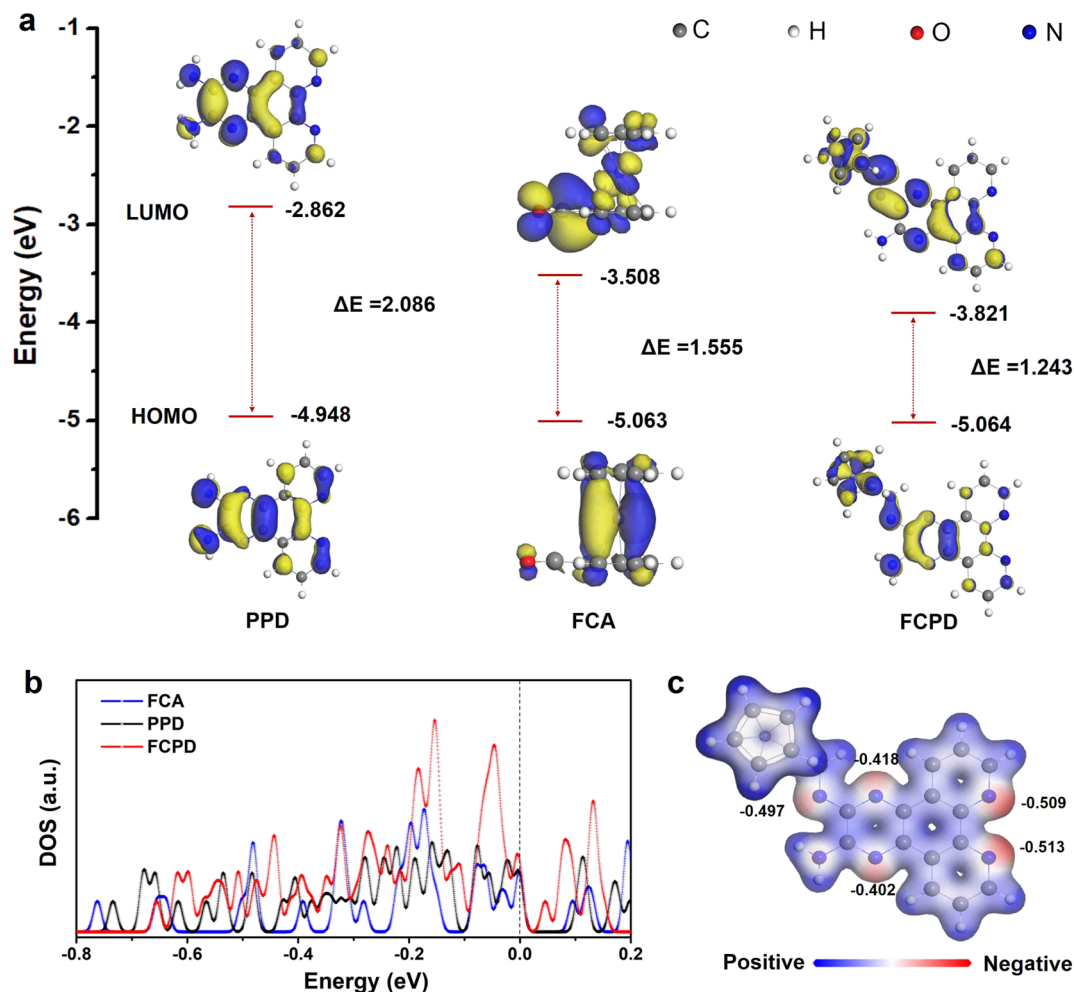 a
C H O N
-1
-2
-3
-4
-5
-6
Energy (eV)
LUMO
HOMO
-2.862
ΔE =2.086
-4.948
PPD
-3.508
ΔE =1.555
-5.063
FCA
-3.821
ΔE =1.243
-5.064
FCPD
b
FCA
PPD
FCPD
DOS (a.u.)
-0.8 -0.6 -0.4 -0.2 0.0 0.2
Energy (eV)
c
-0.418
-0.497
-0.509
-0.513
-0.402
Positive Negative